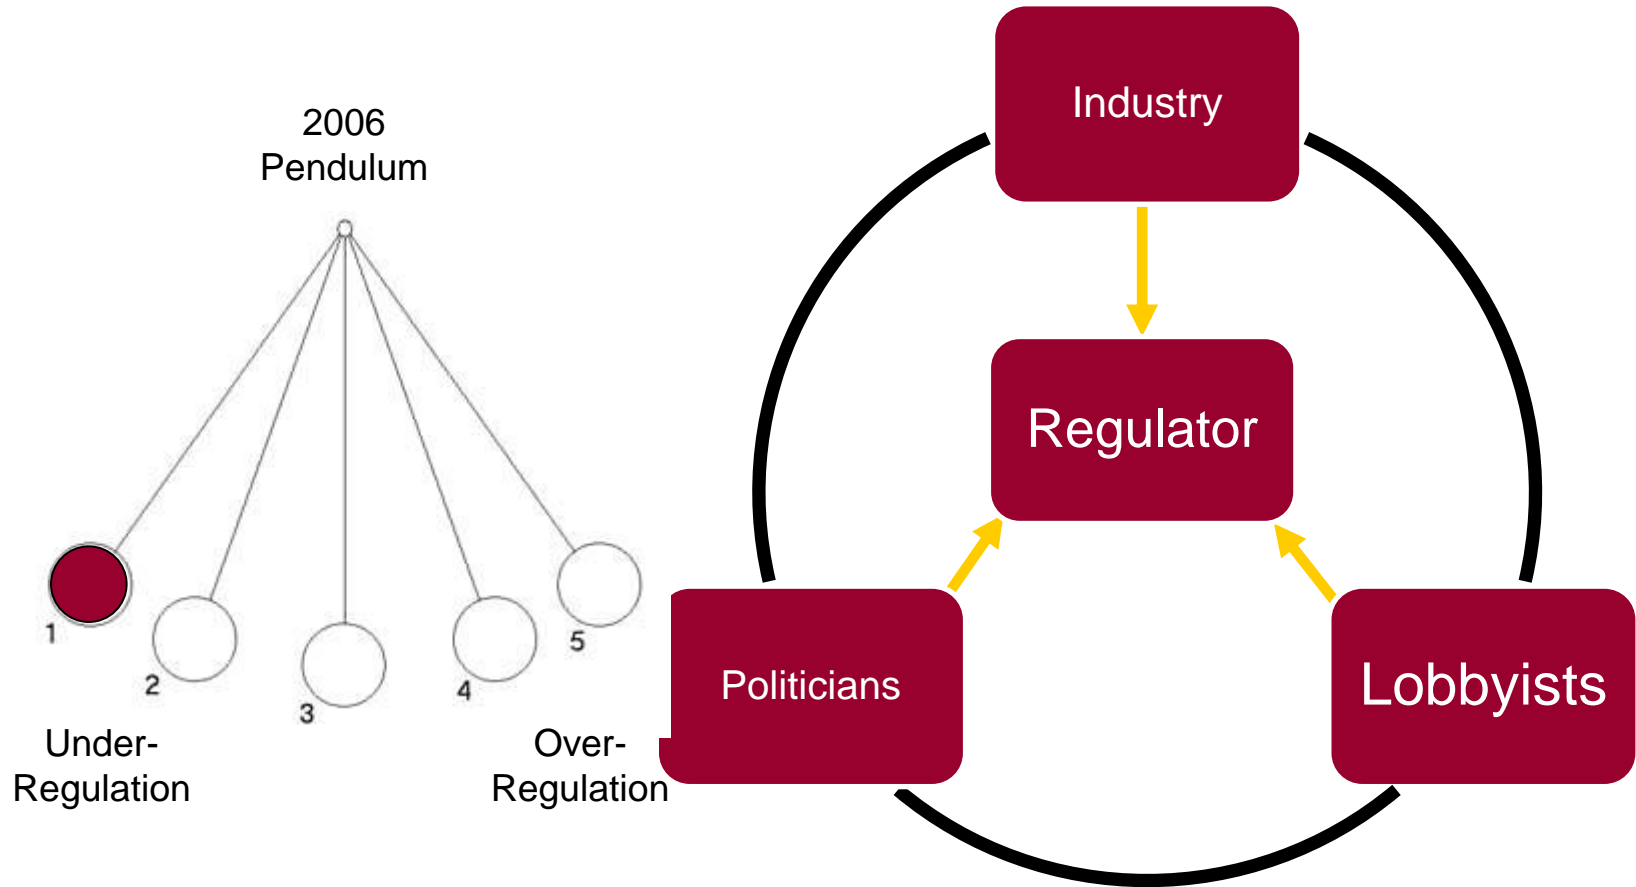 2006
Pendulum
1
2
3
4
5
Under-
Regulation
Over-
Regulation
Industry
Regulator
Politicians
Lobbyists